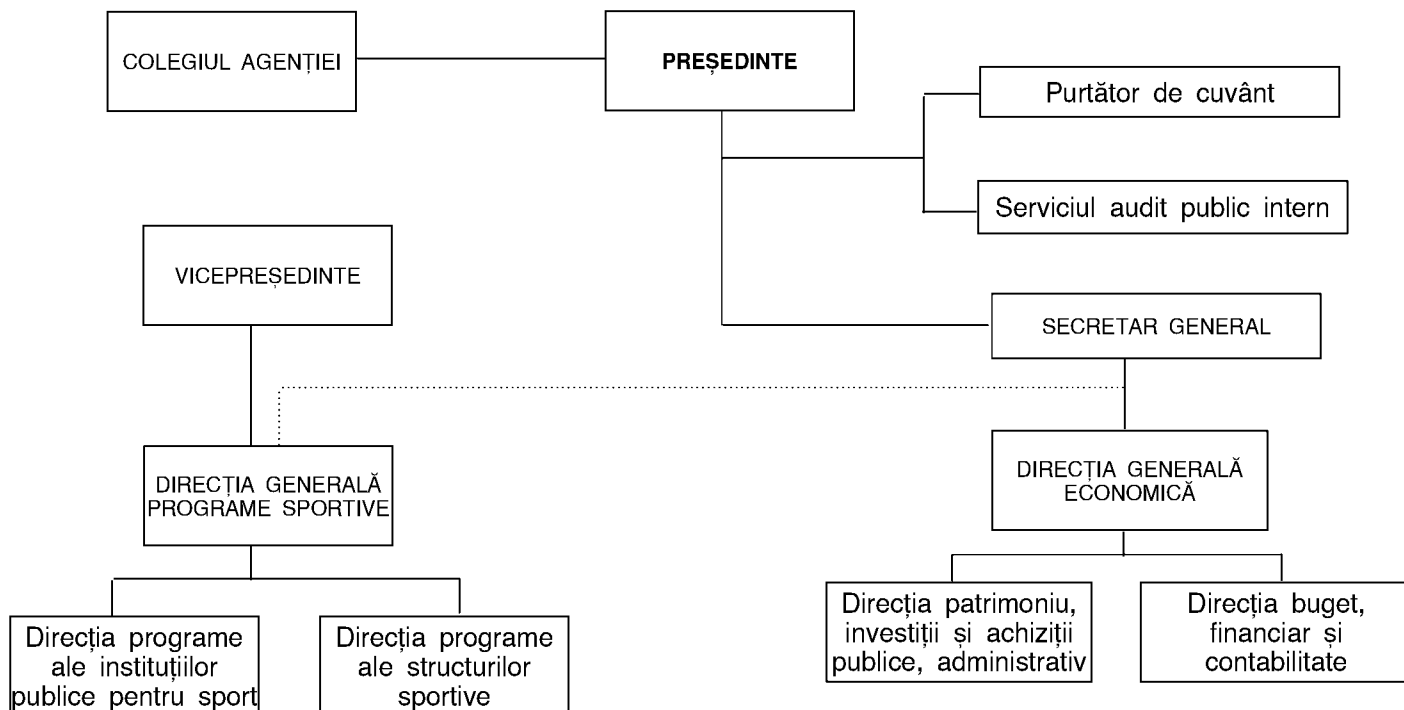 COLEGIUL AGENȚIEI
PREȘEDINTE
Purtător de cuvânt
Serviciul audit public intern
VICEPREȘEDINTE
SECRETAR GENERAL
DIRECȚIA GENERALĂ
PROGRAME SPORTIVE
DIRECȚIA GENERALĂ
ECONOMICĂ
Direcția programe
ale instituțiilor
publice pentru sport
Direcția programe
ale structurilor
sportive
Direcția patrimoniu,
investiții și achiziții
publice, administrativ
Direcția buget,
financiar și
contabilitate